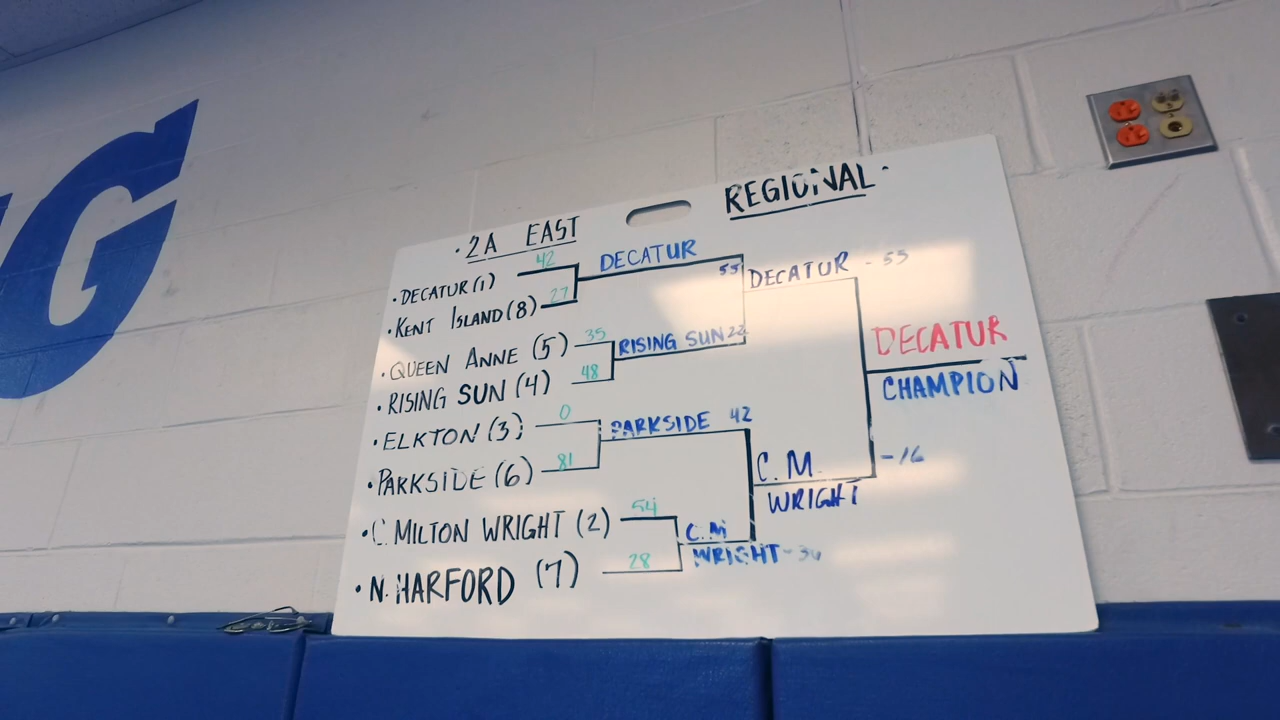 G
REGIONAL
2A EAST
42
DECATUR
DECATUR (1)
55
DECATUR - 55
27
KENT ISLAND (8)
35
QUEEN ANNE (5)
RISING SUN 22
DECATUR
48
RISING SUN (4)
CHAMPION
0
ELKTON (3)
PARKSIDE 42
81
PARKSIDE (6)
C. M.
WRIGHT
-16
54
C. MILTON WRIGHT (2)
C.M
WRIGHT-
28
N. HARFORD (7)